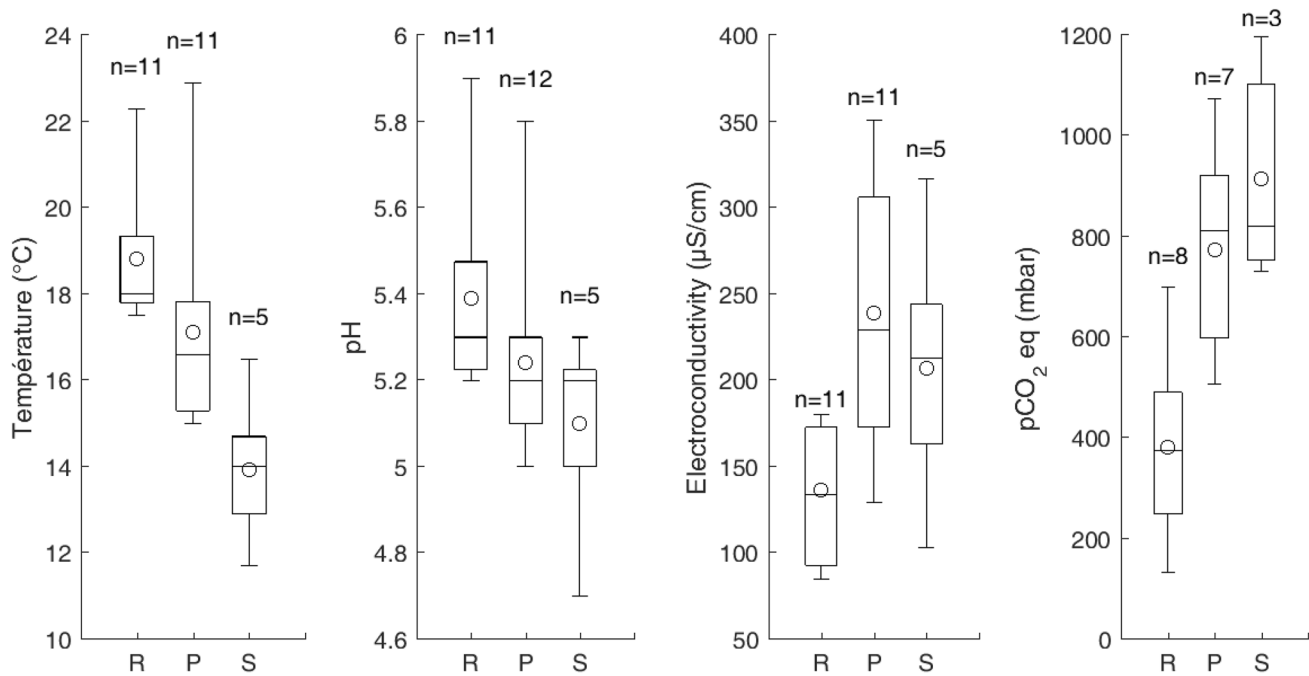 Température (°C)
24
22
20
18
16
14
12
10
n=11
n=11
n=5
R P S
pH
6
5.8
5.6
5.4
5.2
5
4.8
4.6
n=11
n=12
n=5
R P S
Electroconductivity (µS/cm)
400
350
300
250
200
150
100
50
n=11
n=11
n=5
R P S
pCO₂ eq (mbar)
1200
1000
800
600
400
200
0
n=8
n=7
n=3
R P S